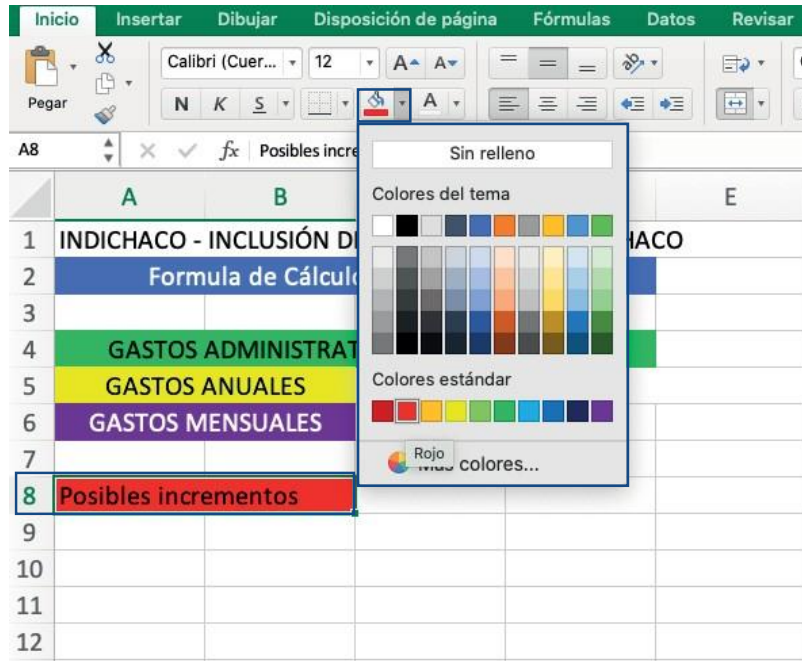 Inicio Insertar Dibujar Disposición de página Fórmulas Datos Revisar
Calibri (Cuer... 12 A A
Pegar N K S A
A8 fx Posibles incre
Sin relleno
Colores del tema
Colores estándar
Rojo
Más colores...
A B E
1 INDICHACO - INCLUSIÓN D ACO
2 Formula de Cálculo
3
4 GASTOS ADMINISTRAT
5 GASTOS ANUALES
6 GASTOS MENSUALES
7
8 Posibles incrementos
9
10
11
12